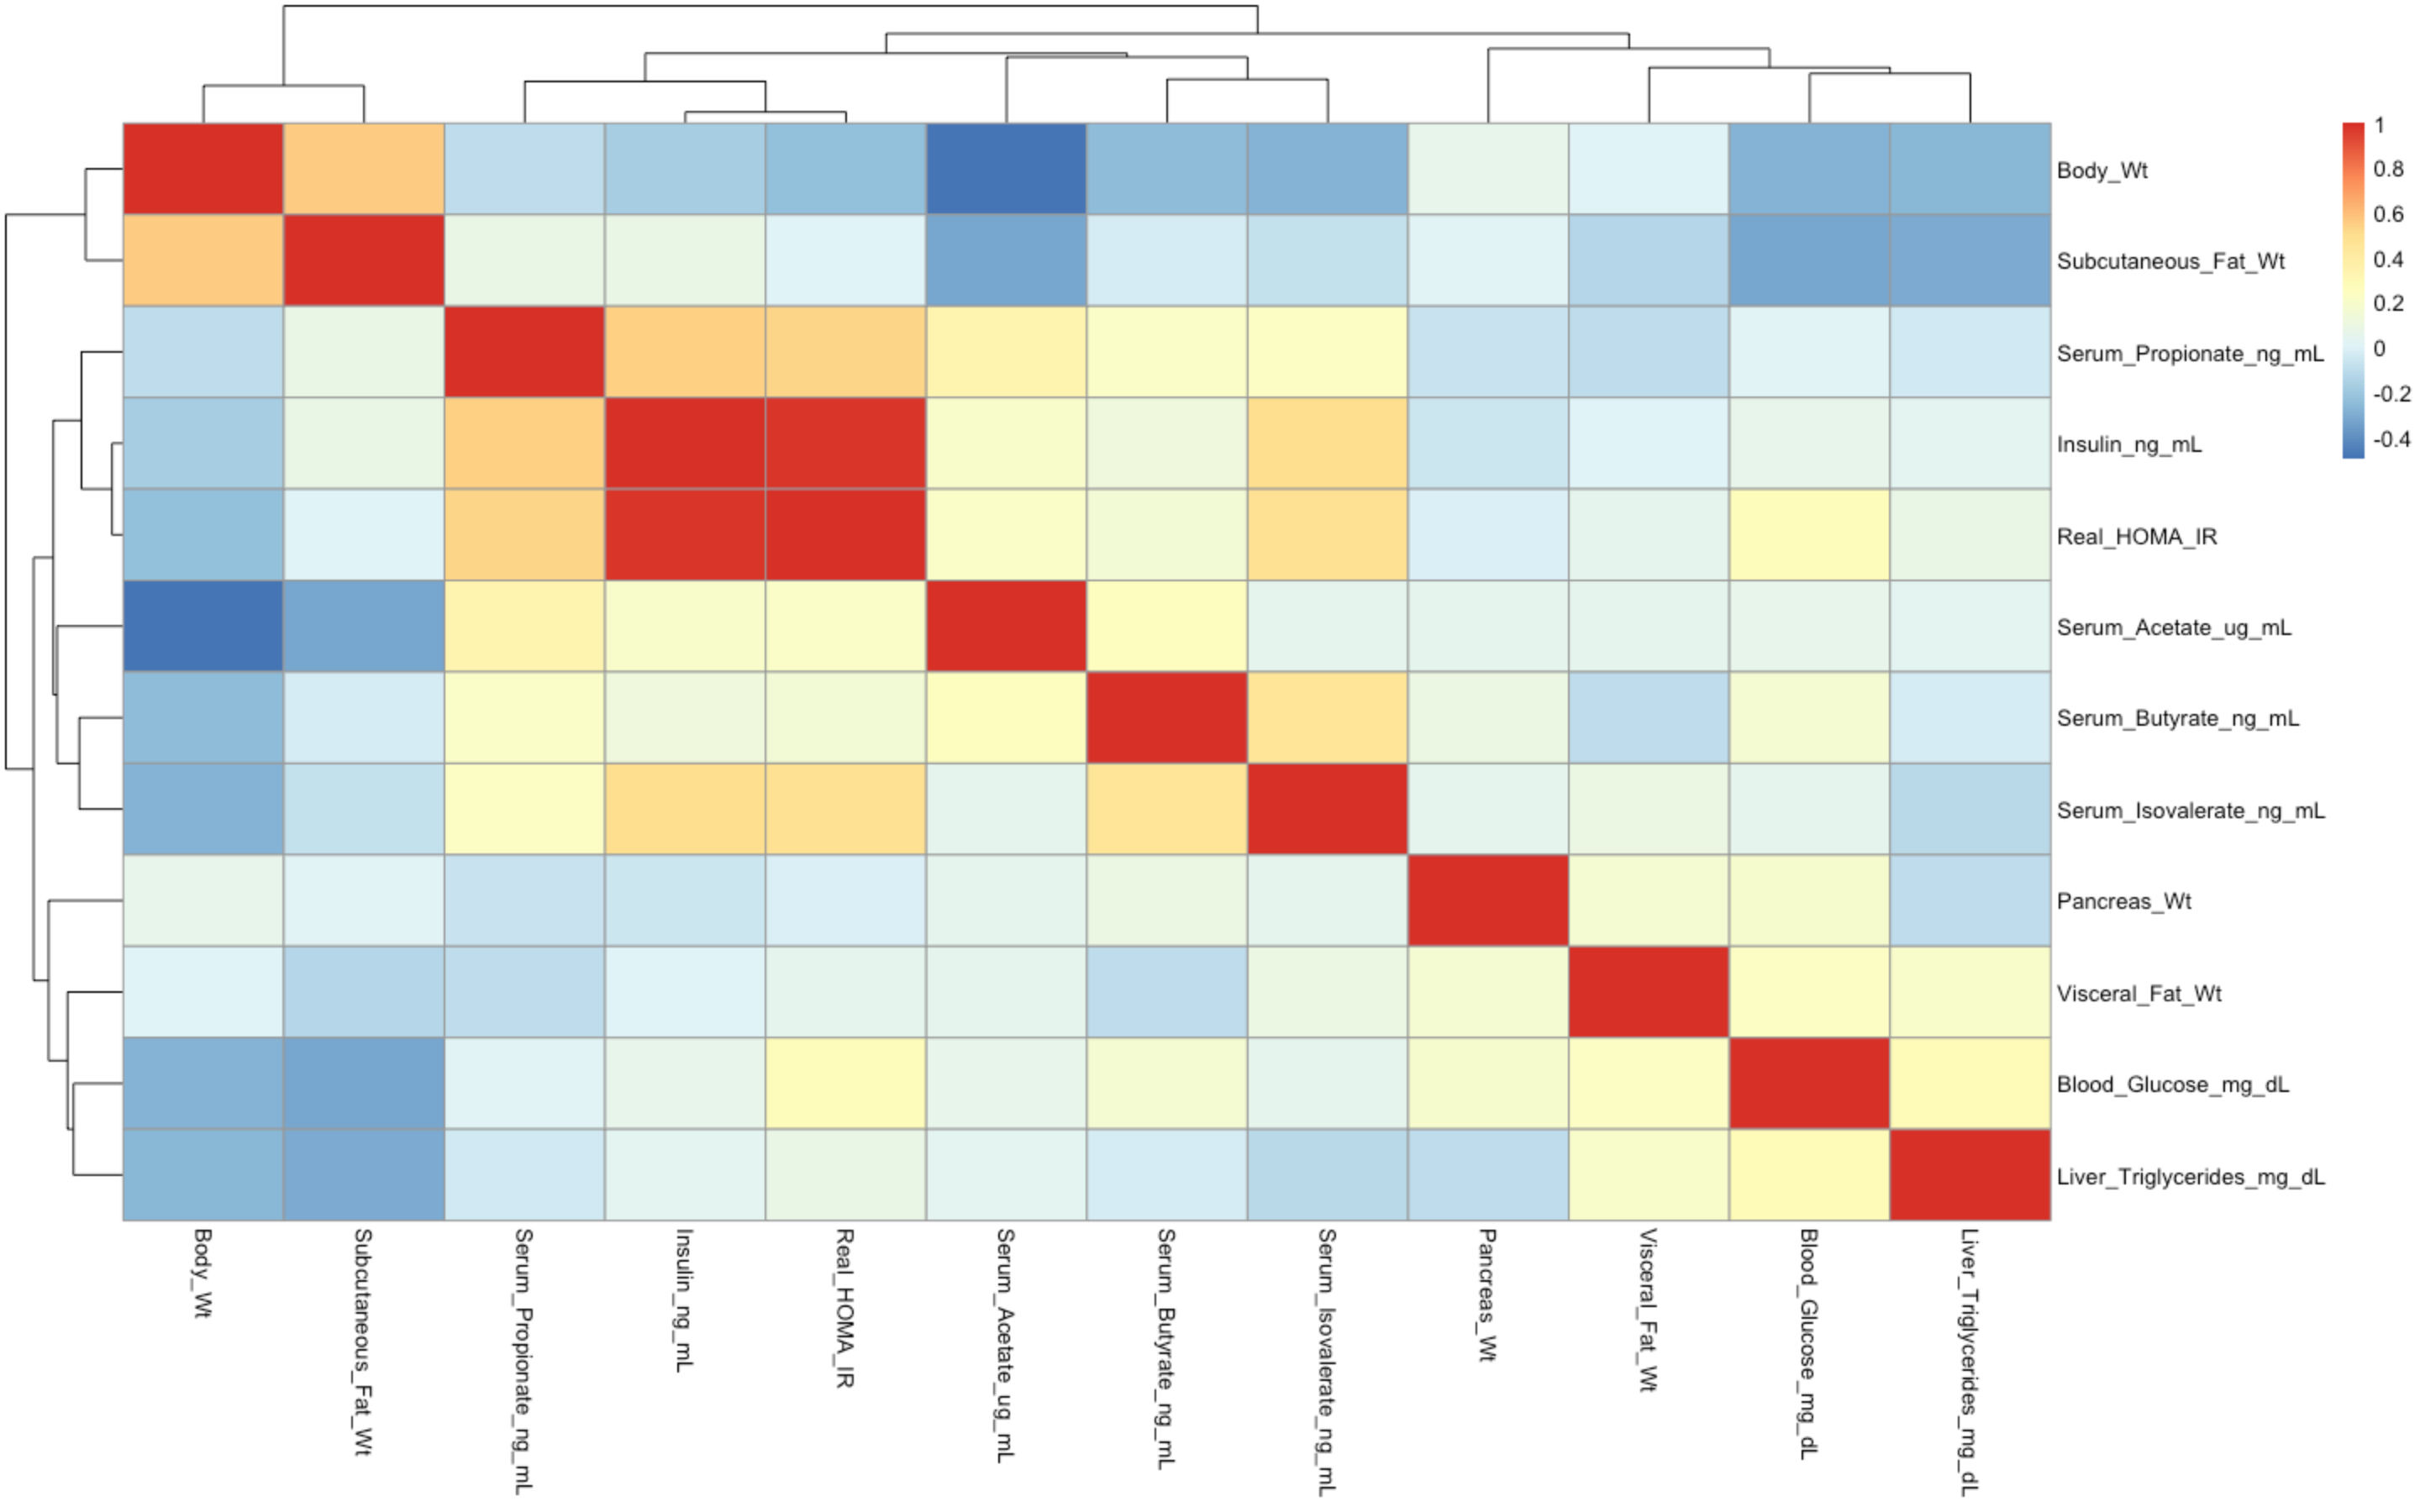 1
0.8
0.6
0.4
0.2
0
-0.2
-0.4
Body_Wt
Subcutaneous_Fat_Wt
Serum_Propionate_ng_mL
Insulin_ng_mL
Real_HOMA_IR
Serum_Acetate_ug_mL
Serum_Butyrate_ng_mL
Serum_Isovalerate_ng_mL
Pancreas_Wt
Visceral_Fat_Wt
Blood_Glucose_mg_dL
Liver_Triglycerides_mg_dL
Body_Wt
Subcutaneous_Fat_Wt
Serum_Propionate_ng_mL
Insulin_ng_mL
Real_HOMA_IR
Serum_Acetate_ug_mL
Serum_Butyrate_ng_mL
Serum_Isovalerate_ng_mL
Pancreas_Wt
Visceral_Fat_Wt
Blood_Glucose_mg_dL
Liver_Triglycerides_mg_dL